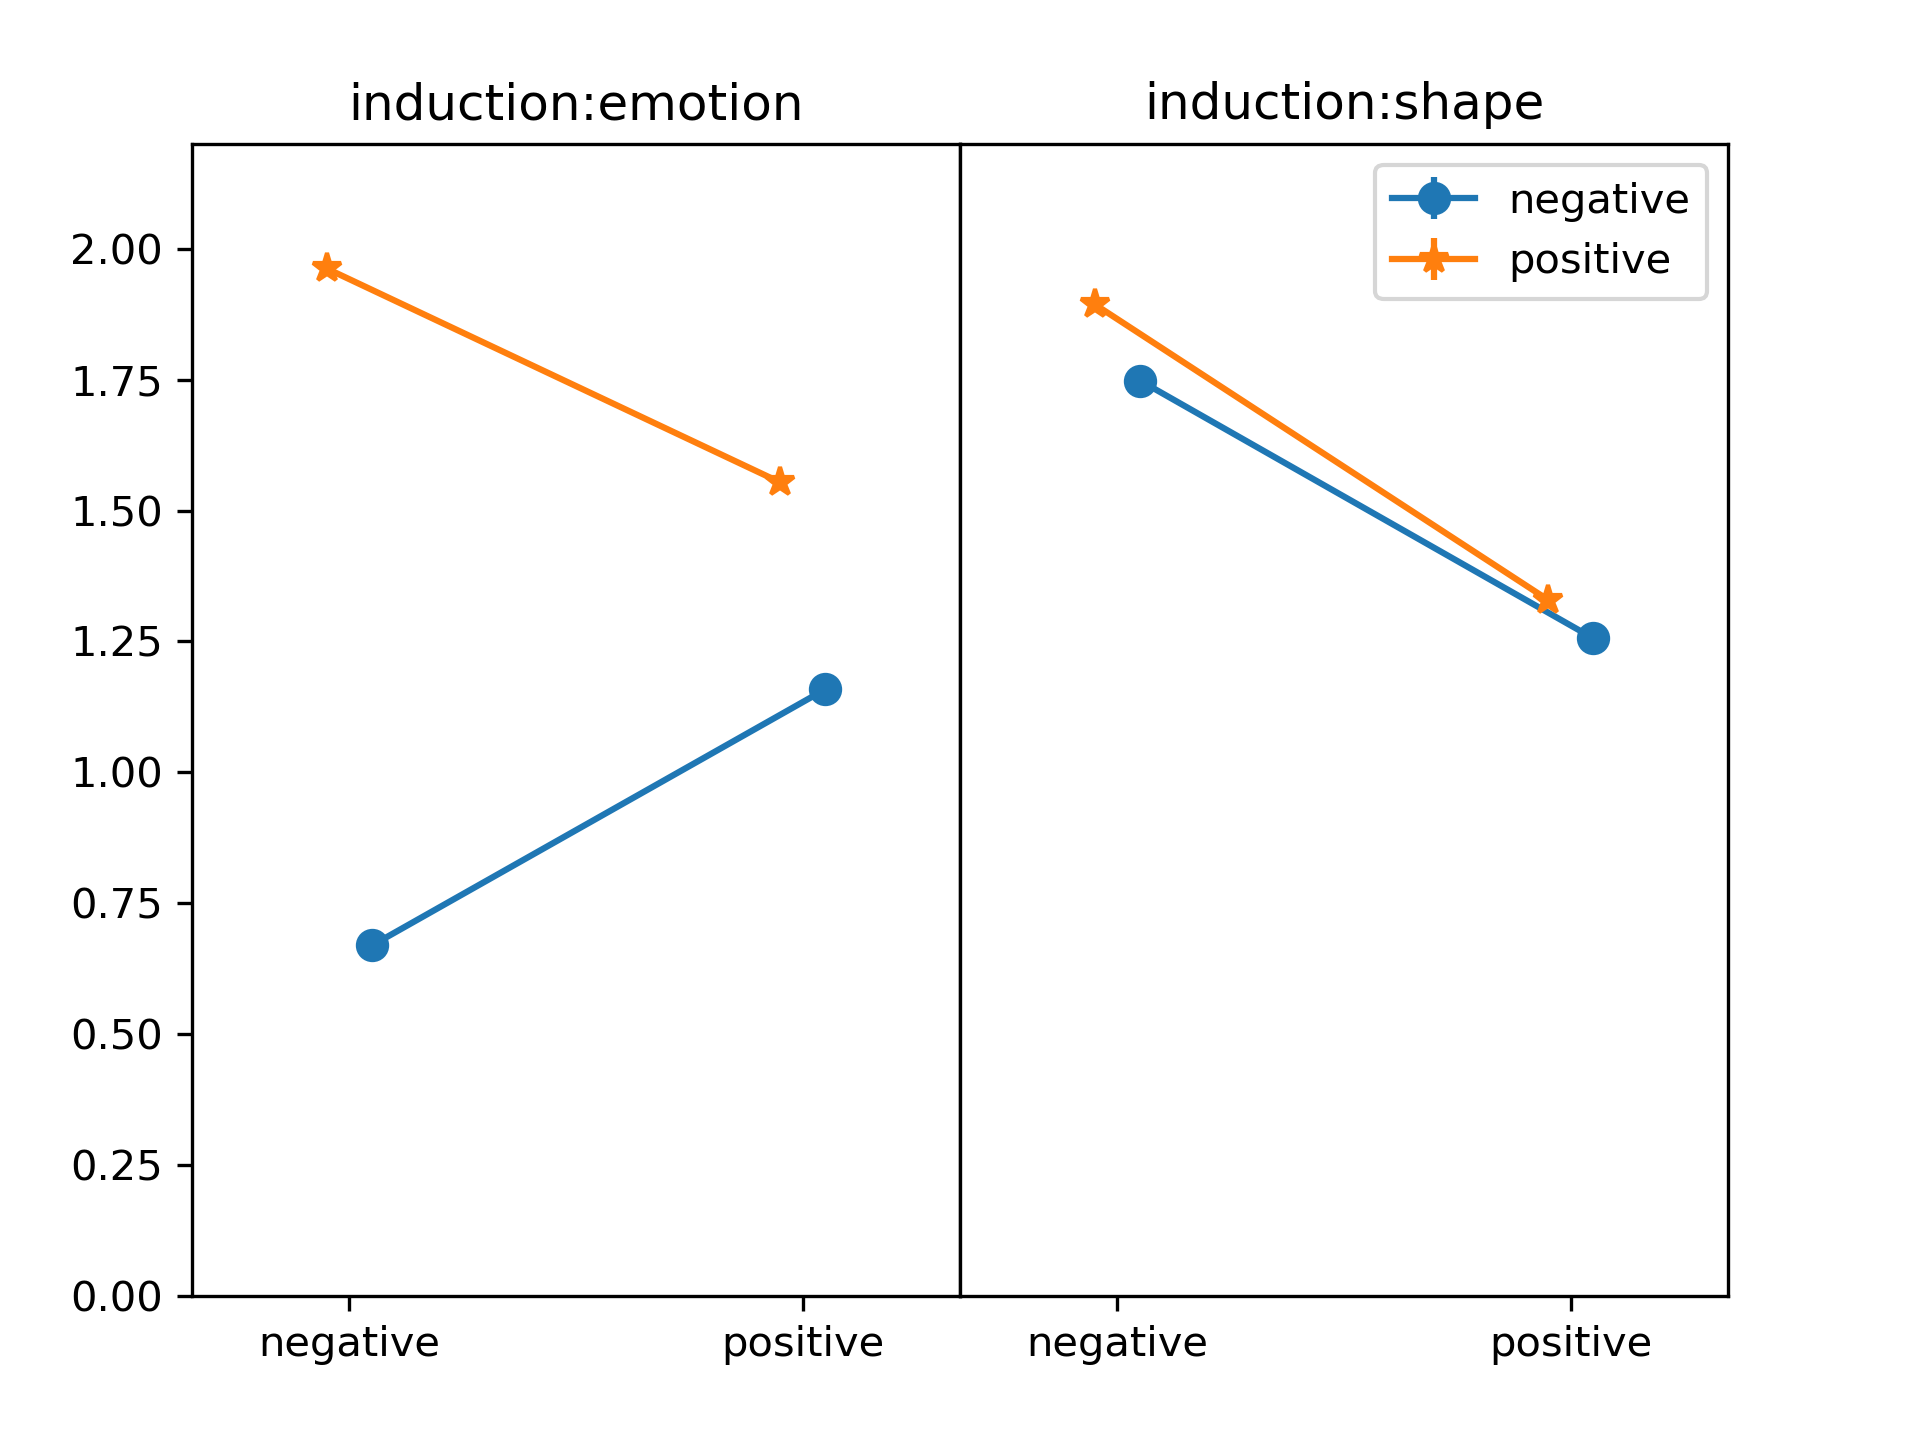 induction:emotion
induction:shape
negative
positive
2.00
1.75
1.50
1.25
1.00
0.75
0.50
0.25
0.00
negative
positive
negative
positive